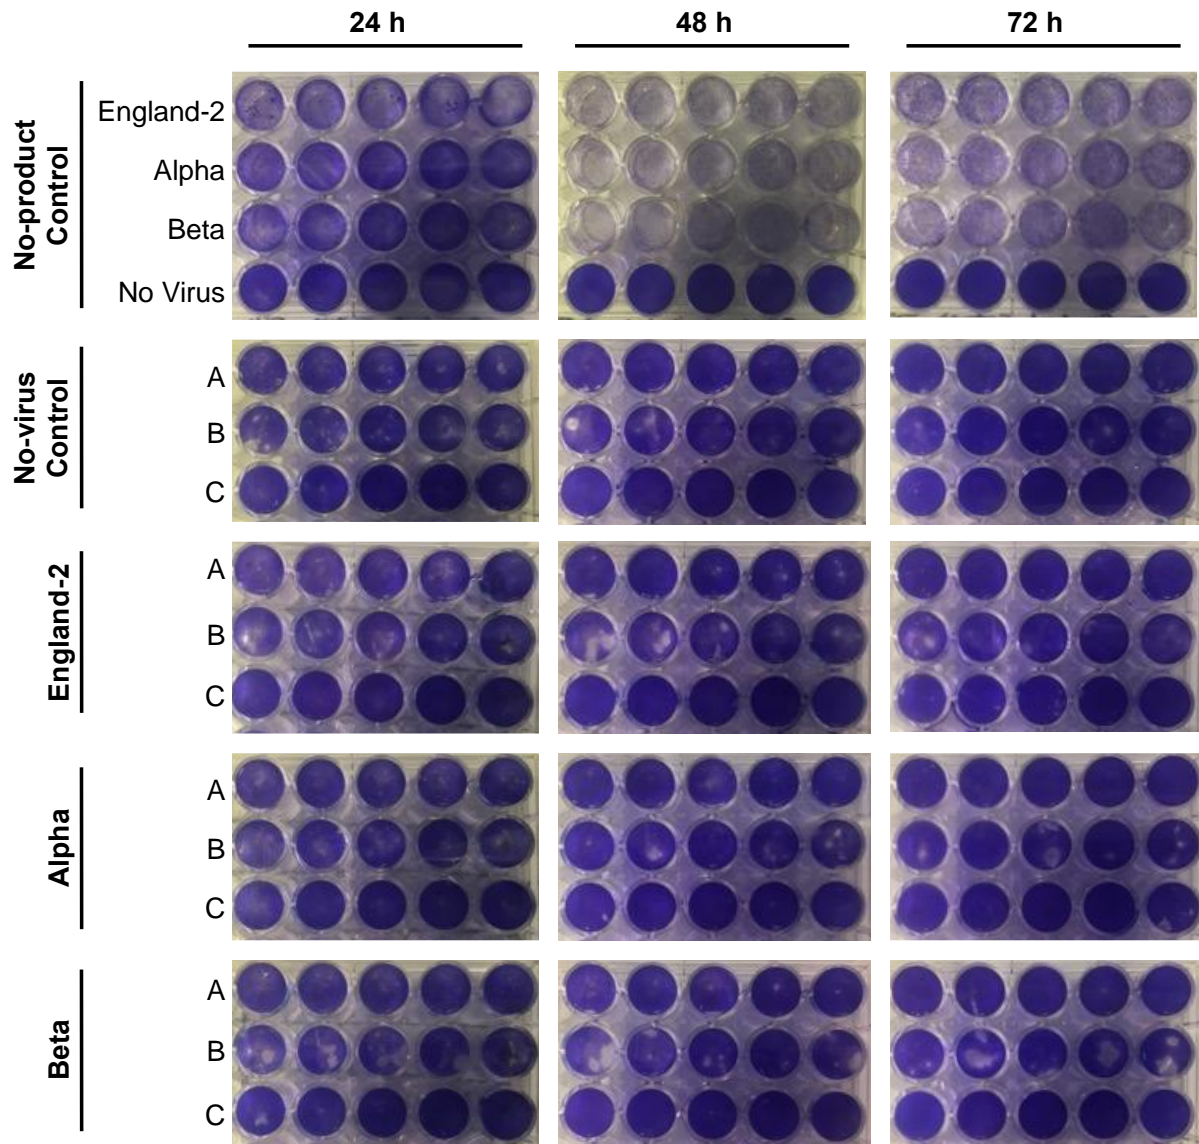 24 h
48 h
72 h
No-product
Control
England-2
Alpha
Beta
No Virus
No-virus
Control
A
B
C
England-2
A
B
C
Alpha
A
B
C
Beta
A
B
C